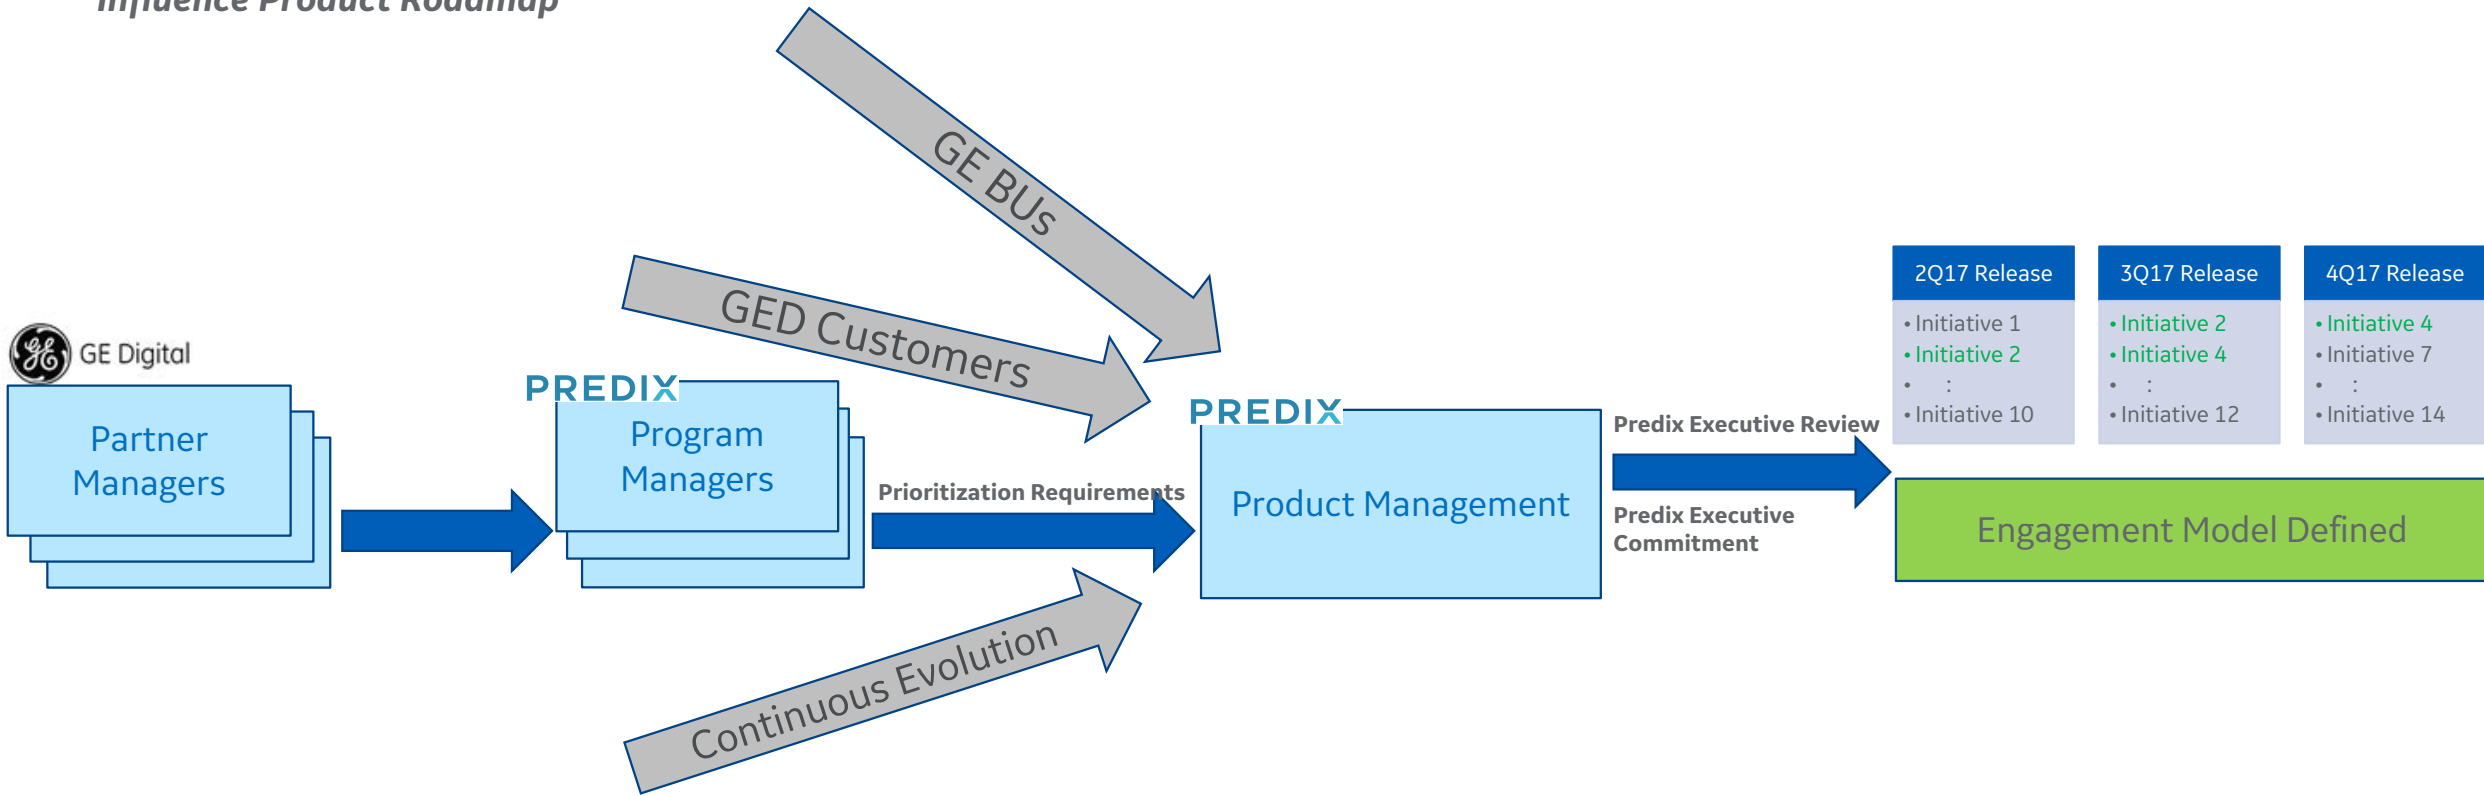 Influence Product Roadmap
GE BUs
GED Customers
GE Digital
Partner
Managers
PREDIX
Program
Managers
Prioritization Requirements
Continuous Evolution
PREDIX
Product Management
Predix Executive Review
Predix Executive
Commitment
2Q17 Release
• Initiative 1
• Initiative 2
• :
• Initiative 10
3Q17 Release
• Initiative 2
• Initiative 4
• :
• Initiative 12
4Q17 Release
• Initiative 4
• Initiative 7
• :
• Initiative 14
Engagement Model Defined